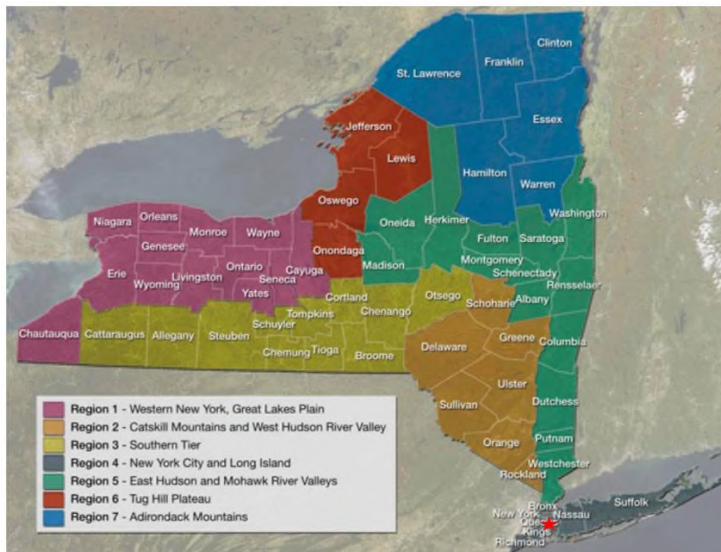 Clinton
Franklin
St. Lawrence
Essex
Jefferson
Lewis
Hamilton
Warren
Oswego
Washington
Oneida
Herkimer
Niagara
Orleans
Monroe
Wayne
Fulton
Saratoga
Genesee
Onondaga
Madison
Montgomery
Schenectady
Erie
Wyoming
Livingston
Ontario
Seneca
Cayuga
Yates
Rensselaer
Cortland
Otsego
Schoharie
Albany
Chautauqua
Cattaraugus
Allegany
Steuben
Schuyler
Tompkins
Chenango
Chemung
Tioga
Broome
Delaware
Greene
Columbia
Ulster
Sullivan
Dutchess
Orange
Putnam
Rockland
Westchester
Region 1 - Western New York, Great Lakes Plain
Region 2 - Catskill Mountains and West Hudson River Valley
Region 3 - Southern Tier
Region 4 - New York City and Long Island
Region 5 - East Hudson and Mohawk River Valleys
Region 6 - Tug Hill Plateau
Region 7 - Adirondack Mountains
Bronx
New York
Nassau
Suffolk
Kings
Richmond